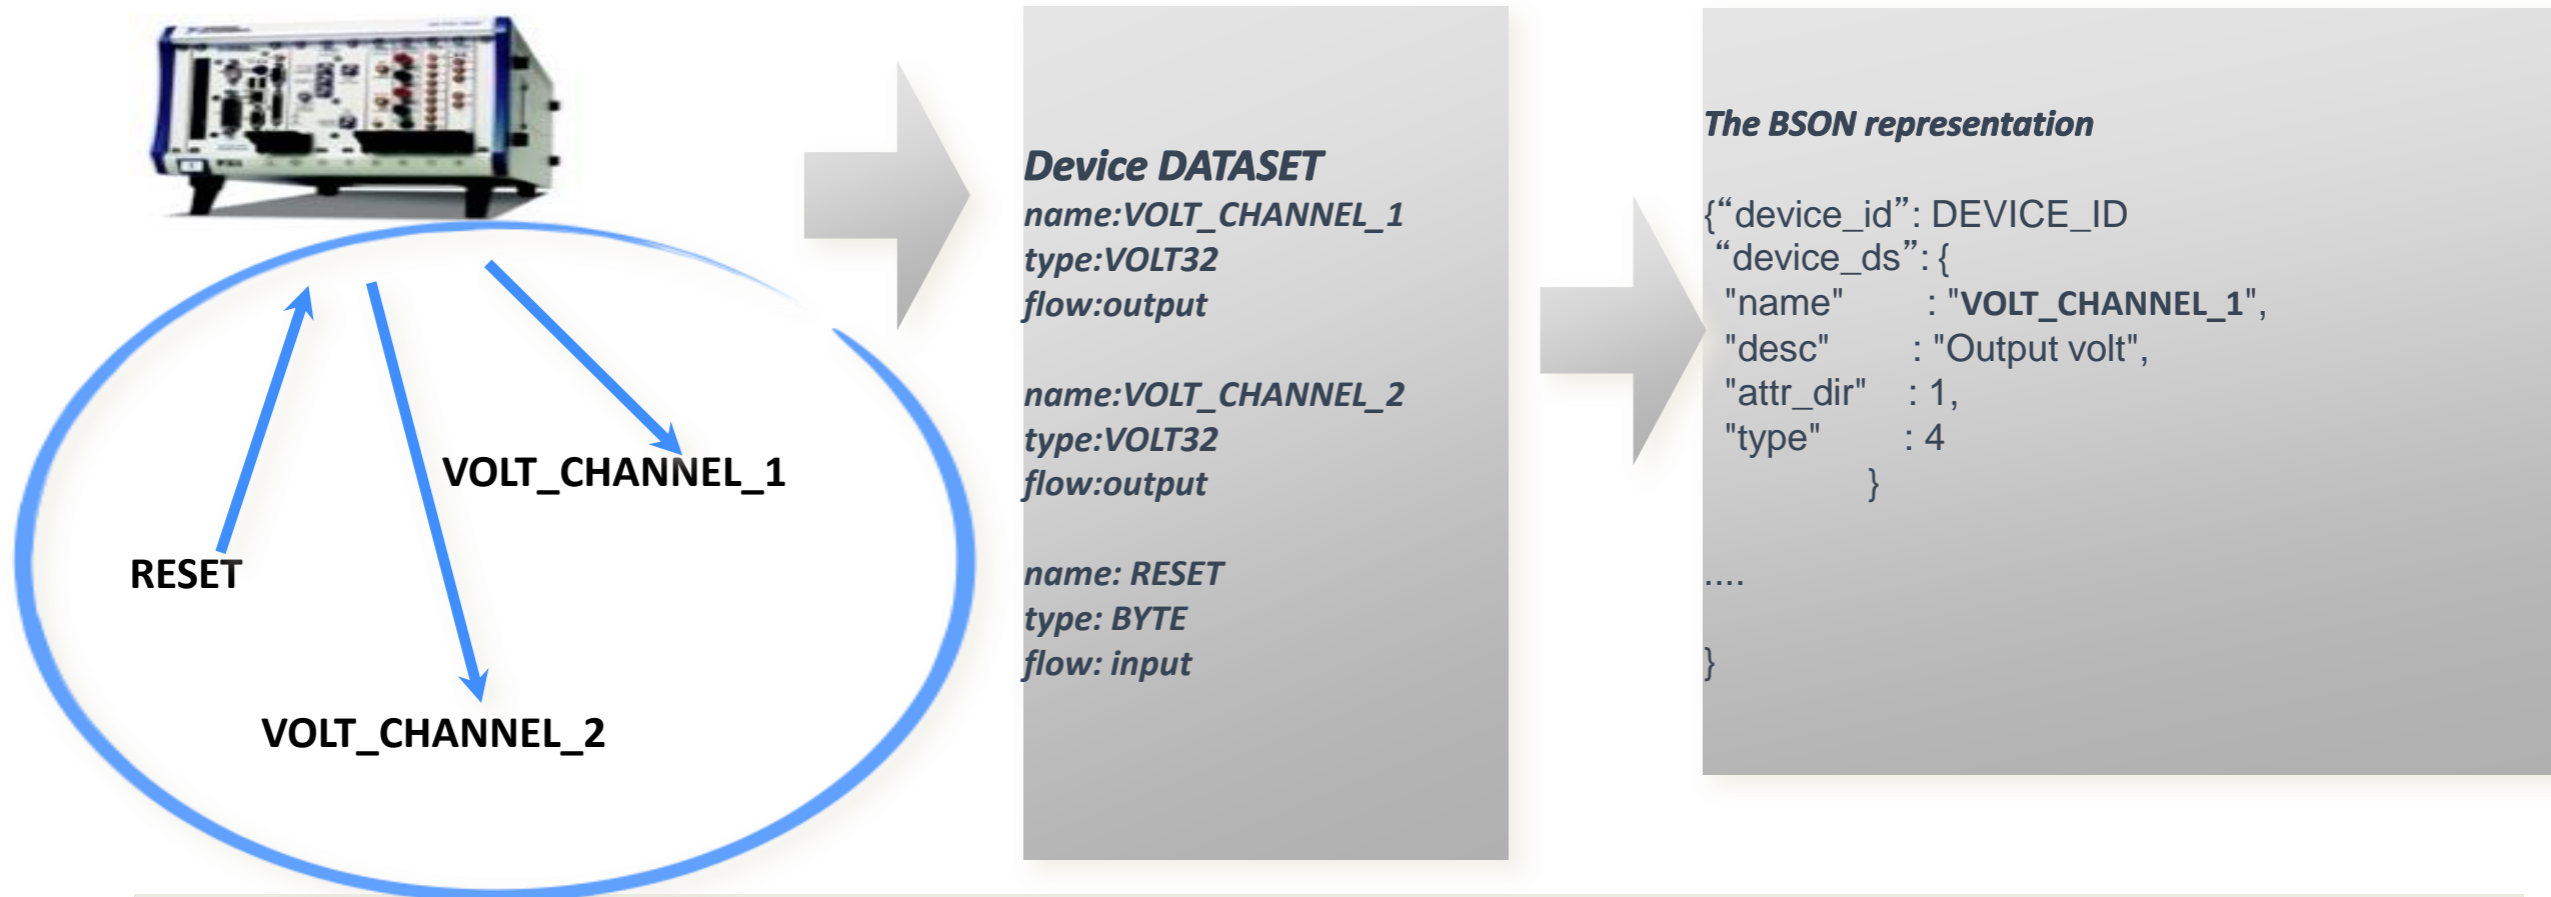 VOLT_CHANNEL_1
RESET
VOLT_CHANNEL_2
Device DATASET
name:VOLT_CHANNEL_1
type:VOLT32
flow:output
name:VOLT_CHANNEL_2
type:VOLT32
flow:output
name: RESET
type: BYTE
flow: input
The BSON representation
{“device_id”: DEVICE_ID
“device_ds”: {
"name" : "VOLT_CHANNEL_1",
"desc" : "Output volt",
"attr_dir" : 1,
"type" : 4
}
....
}